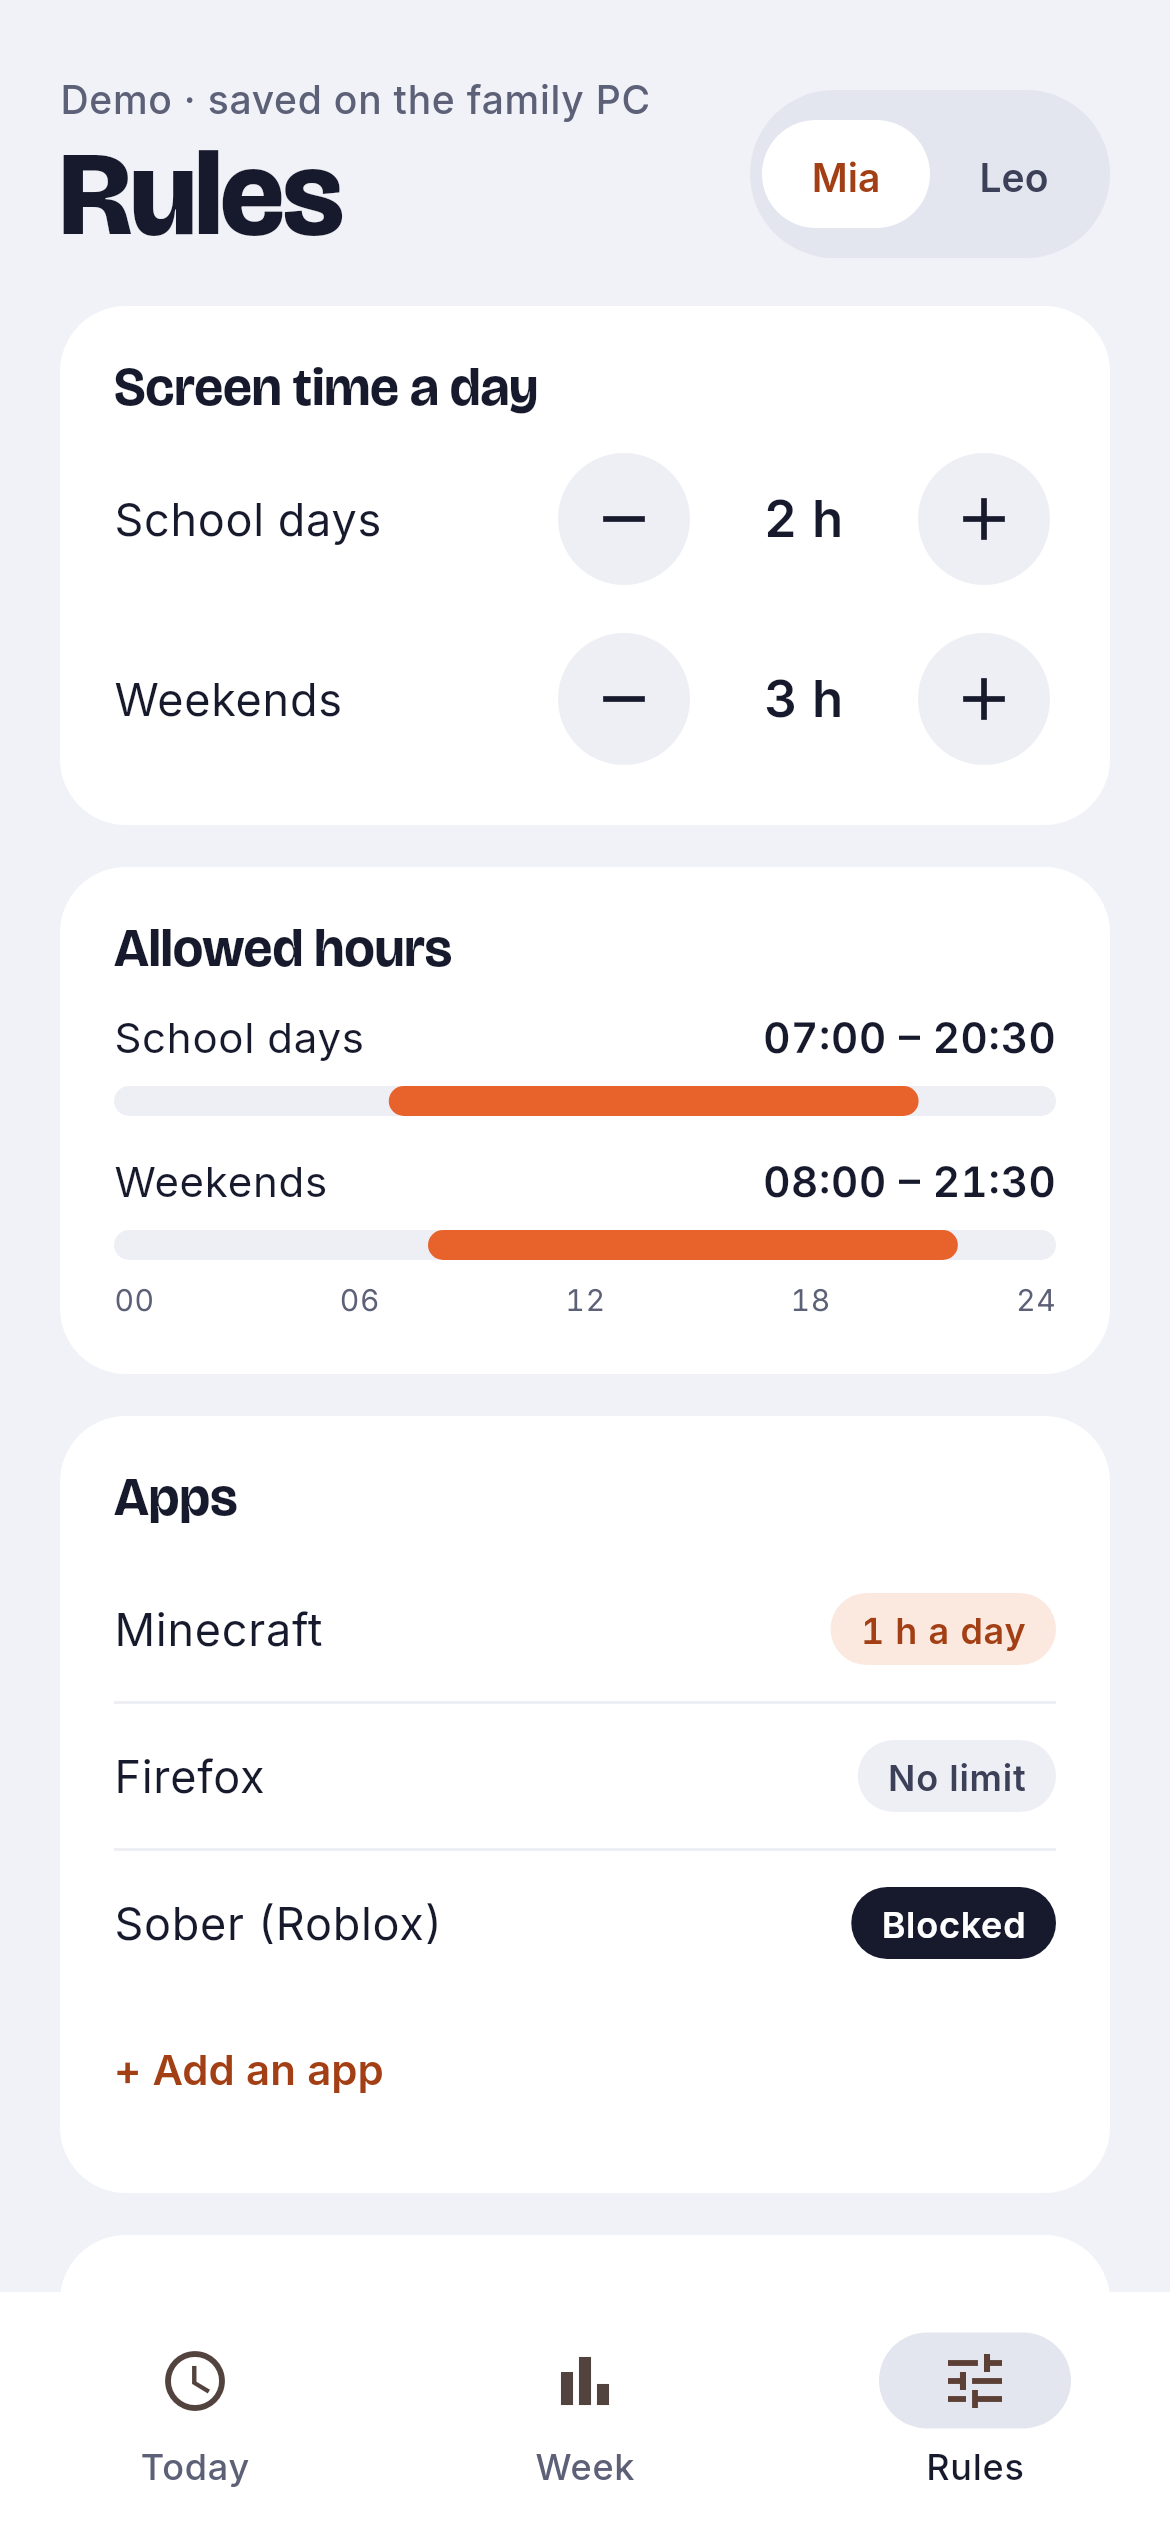 Demo · saved on the family PC
Rules
Mia
Leo
Screen time a day
School days
2 h
Weekends
3 h
Allowed hours
School days
07:00 – 20:30
Weekends
08:00 – 21:30
00 06 12 18 24
Apps
Minecraft
1 h a day
Firefox
No limit
Sober (Roblox)
Blocked
+ Add an app
Today
Week
Rules